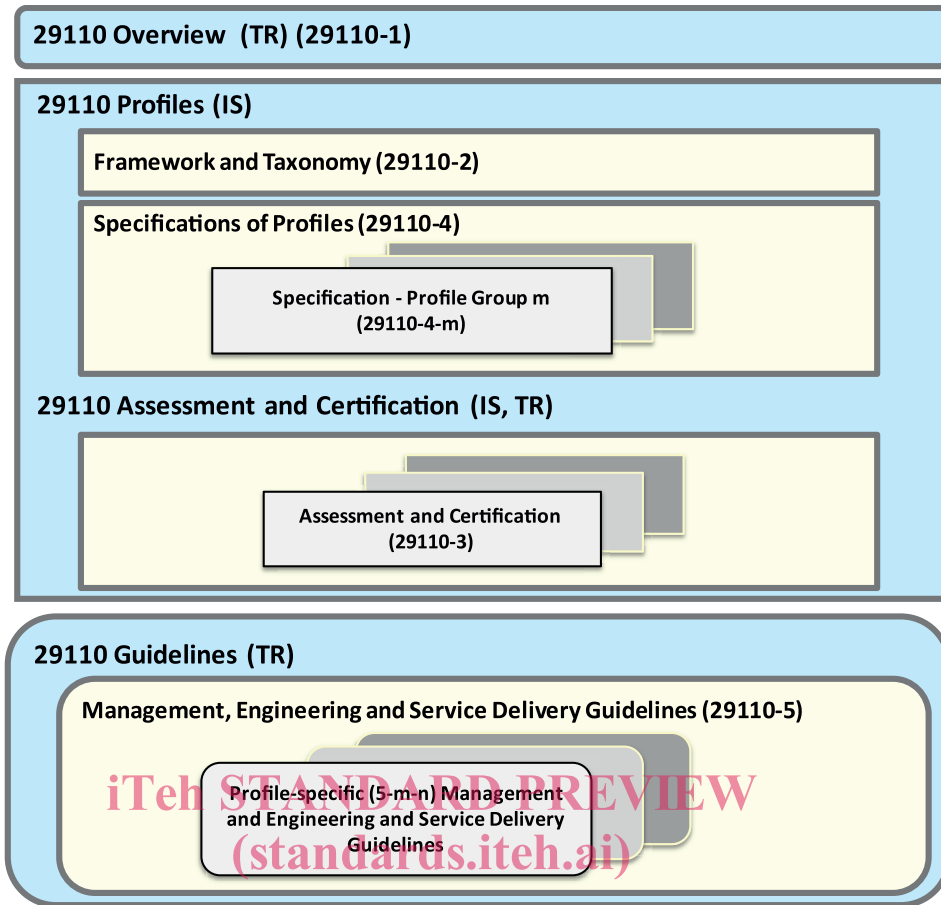 29110 Overview (TR) (29110-1)
29110 Profiles (IS)
Framework and Taxonomy (29110-2)
Specifications of Profiles (29110-4)
Specification - Profile Group m
(29110-4-m)
29110 Assessment and Certification (IS, TR)
Assessment and Certification
(29110-3)
29110 Guidelines (TR)
Management, Engineering and Service Delivery Guidelines (29110-5)
iTeh STANDARD PREVIEW
Profile-specific (5-m-n) Management
and Engineering and Service Delivery
Guidelines
(standards.iteh.ai)